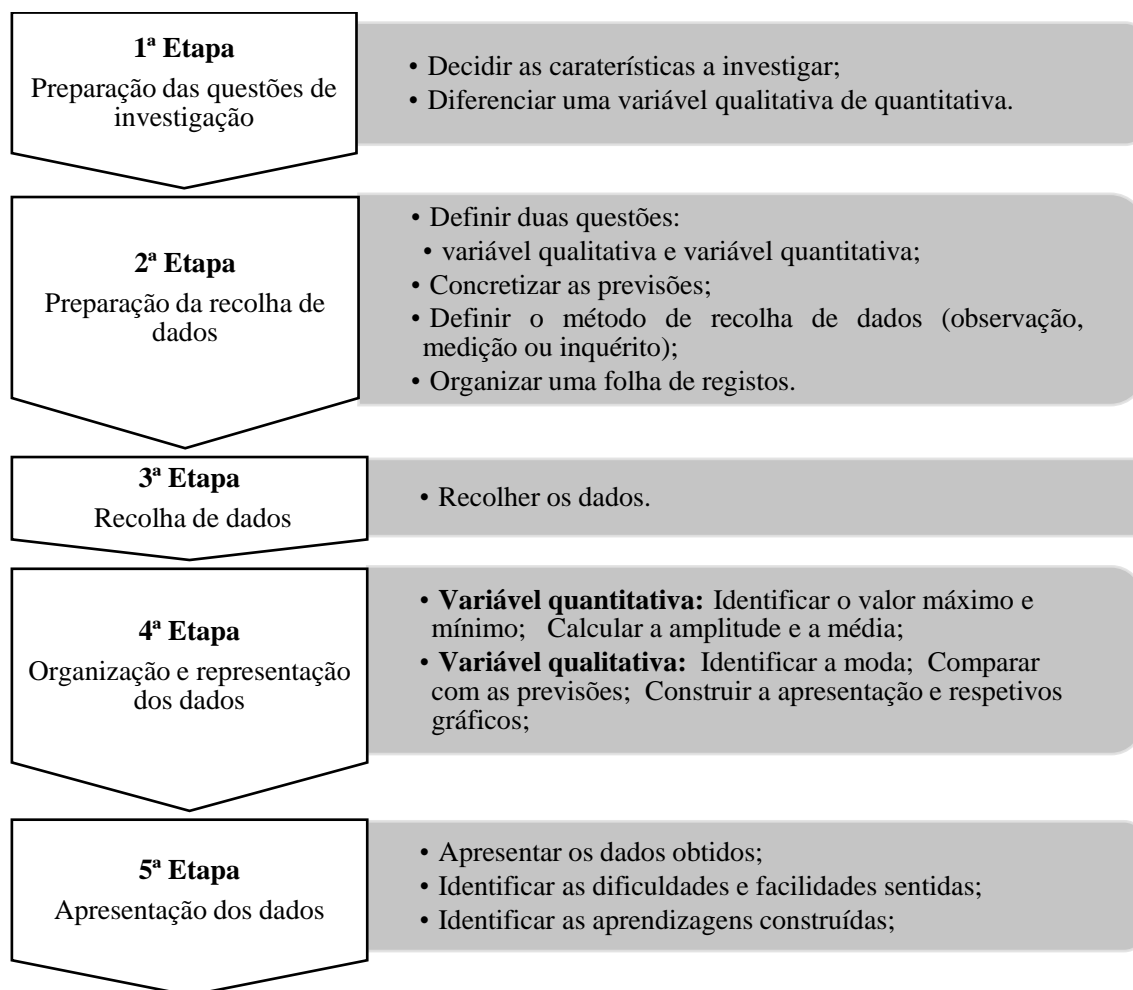 1ª Etapa
Preparação das questões de
investigação
• Decidir as caraterísticas a investigar;
• Diferenciar uma variável qualitativa de quantitativa.
2ª Etapa
Preparação da recolha de
dados
• Definir duas questões:
• variável qualitativa e variável quantitativa;
• Concretizar as previsões;
• Definir o método de recolha de dados (observação,
medição ou inquérito);
• Organizar uma folha de registos.
3ª Etapa
Recolha de dados
• Recolher os dados.
4ª Etapa
Organização e representação
dos dados
• Variável quantitativa: Identificar o valor máximo e
mínimo; Calcular a amplitude e a média;
• Variável qualitativa: Identificar a moda; Comparar
com as previsões; Construir a apresentação e respetivos
gráficos;
5ª Etapa
Apresentação dos dados
• Apresentar os dados obtidos;
• Identificar as dificuldades e facilidades sentidas;
• Identificar as aprendizagens construídas;